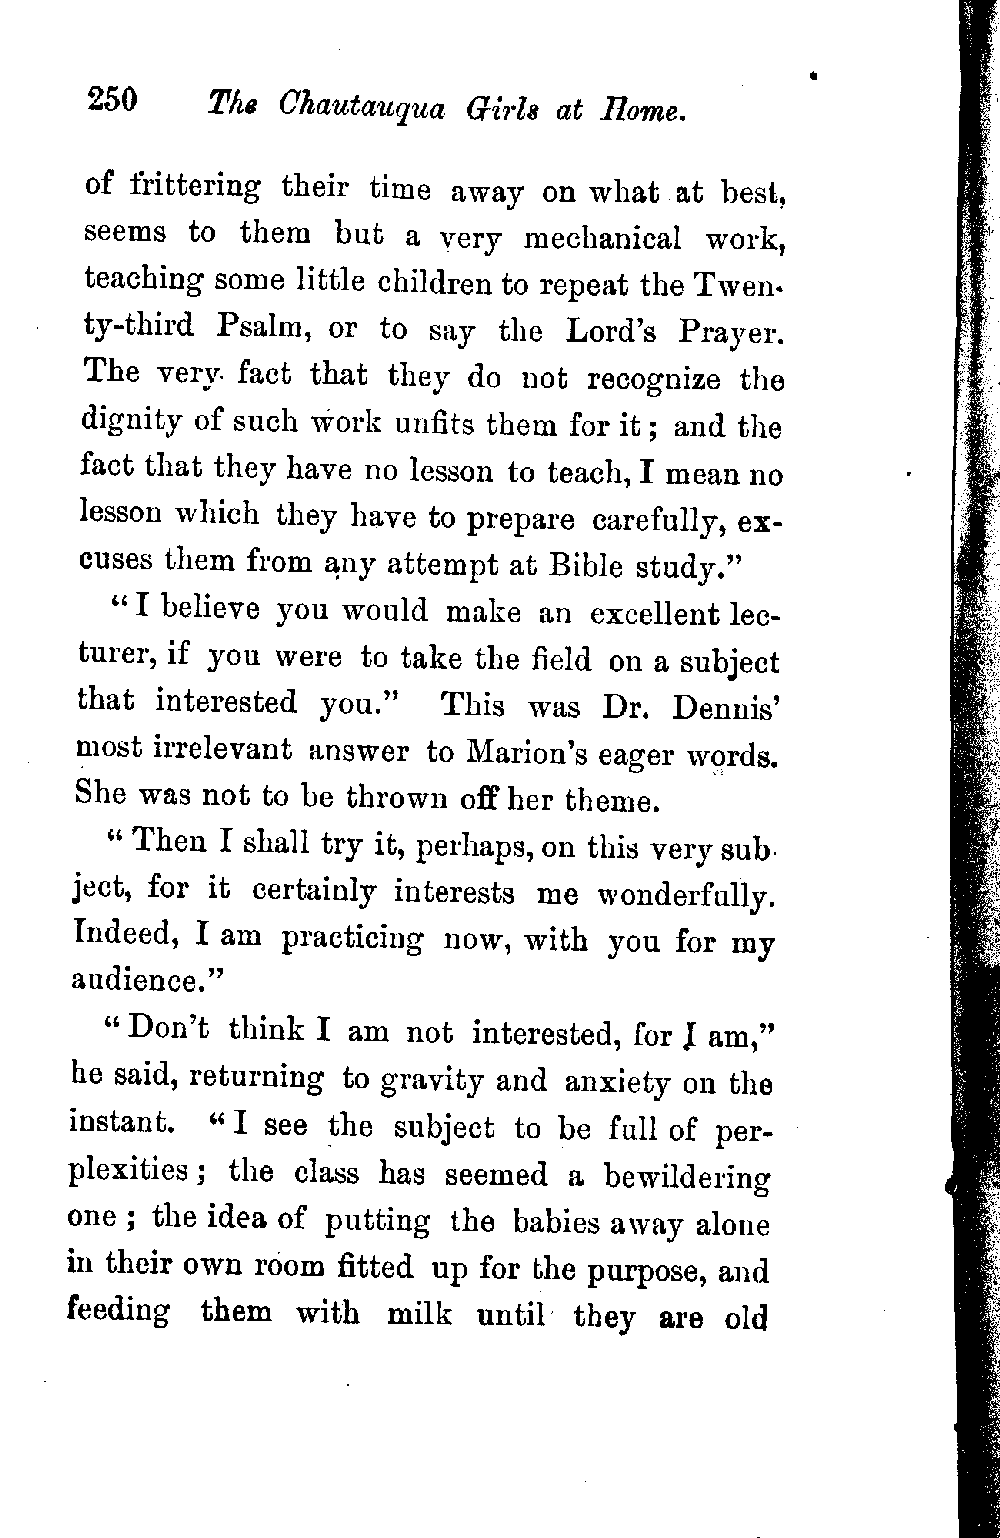 250 The Chautauqua Girls at Home.
of frittering their time away on what at best,
seems to them but a very mechanical work,
teaching some little children to repeat the Twen-
ty-third Psalm, or to say the Lord's Prayer.
The very fact that they do not recognize the
dignity of such work unfits them for it; and the
fact that they have no lesson to teach, I mean no
lesson which they have to prepare carefully, ex-
cuses them from any attempt at Bible study."
"I believe you would make an excellent lec-
turer, if you were to take the field on a subject
that interested you." This was Dr. Dennis'
most irrelevant answer to Marion's eager words.
She was not to be thrown off her theme.
"Then I shall try it, perhaps, on this very sub-
ject, for it certainly interests me wonderfully.
Indeed, I am practicing now, with you for my
audience."
"Don't think I am not interested, for I am,"
he said, returning to gravity and anxiety on the
instant. "I see the subject to be full of per-
plexities; the class has seemed a bewildering
one; the idea of putting the babies away alone
in their own room fitted up for the purpose, and
feeding them with milk until they are old